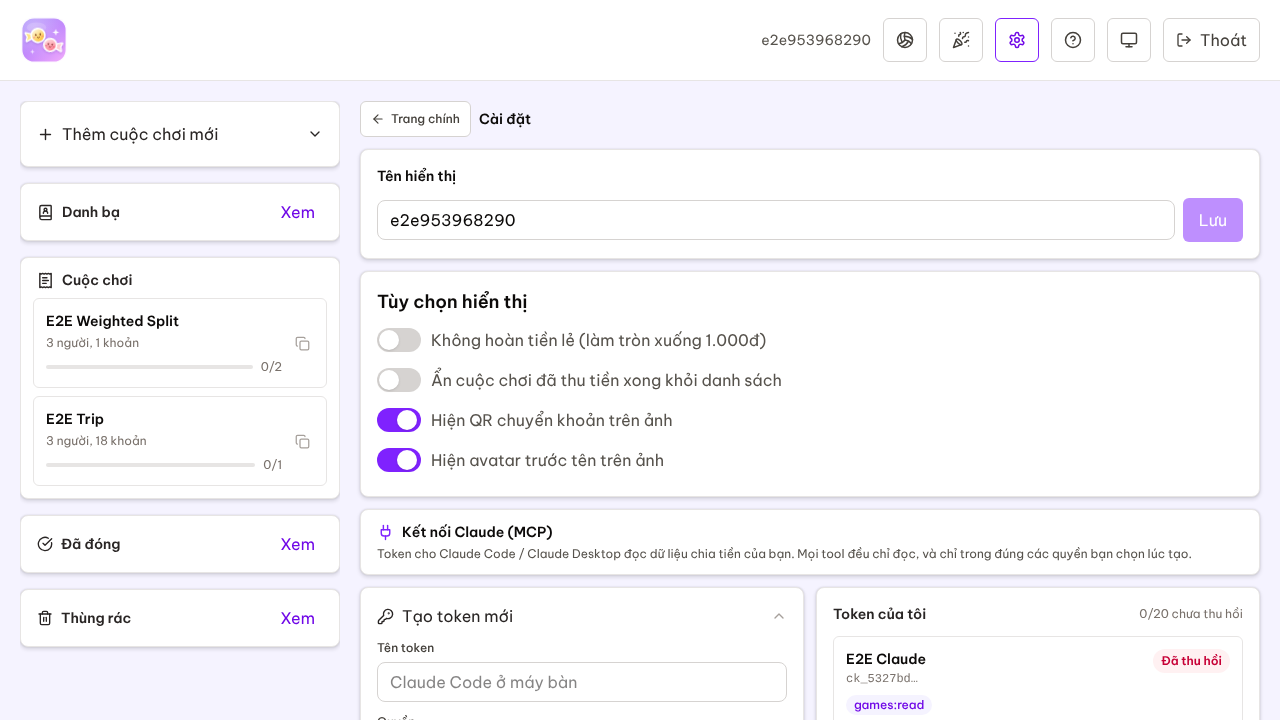 e2e953968290
Thoát
Thêm cuộc chơi mới
Danh bạ
Xem
Cuộc chơi
E2E Weighted Split
3 người, 1 khoản
0/2
E2E Trip
3 người, 18 khoản
0/1
Đã đóng
Xem
Thùng rác
Xem
Trang chính
Cài đặt
Tên hiển thị
e2e953968290
Lưu
Tùy chọn hiển thị
Không hoàn tiền lẻ (làm tròn xuống 1.000đ)
Ẩn cuộc chơi đã thu tiền xong khỏi danh sách
Hiện QR chuyển khoản trên ảnh
Hiện avatar trước tên trên ảnh
Kết nối Claude (MCP)
Token cho Claude Code / Claude Desktop đọc dữ liệu chia tiền của bạn. Mọi tool đều chỉ đọc, và chỉ trong đúng các quyền bạn chọn lúc tạo.
Tạo token mới
Tên token
Claude Code ở máy bàn
Token của tôi
0/20 chưa thu hồi
E2E Claude
Đã thu hồi
ck_5327bd…
games:read